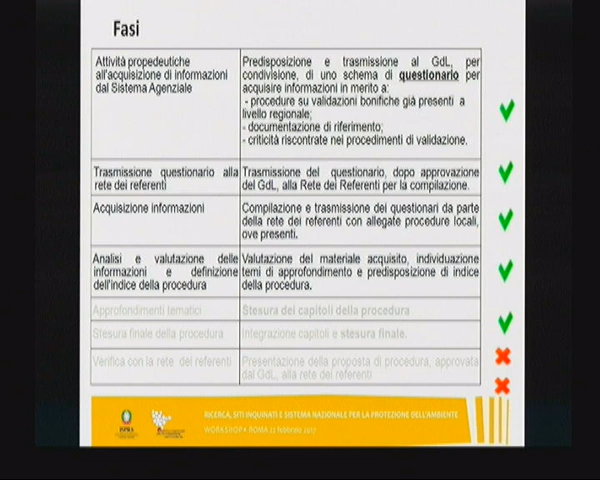 Fasi
Attività propedeutiche
all'acquisizione di informazioni
dal Sistema Agenziale
Predisposizione e trasmissione al GdL, per
condivisione, di uno schema di questionario per
acquisire informazioni in merito a:
- procedure su validazioni bonifiche già presenti a
livello regionale;
- documentazione di riferimento;
- criticità riscontrate nei procedimenti di validazione.
Trasmissione questionario alla
rete dei referenti
Trasmissione del questionario, dopo approvazione
del GdL, alla Rete dei Referenti per la compilazione.
Acquisizione informazioni
Compilazione e trasmissione dei questionari da parte
della rete dei referenti con allegate procedure locali,
ove presenti.
Analisi e valutazione delle
informazioni e definizione
dell'indice della procedura
Valutazione del materiale acquisito, individuazione
temi di approfondimento e predisposizione di indice
della procedura.
Approfondimenti tematici
Stesura dei capitoli della procedura
Stesura finale della procedura
Integrazione capitoli e stesura finale.
Verifica con la rete dei referenti
Presentazione della proposta di procedura, approvata
dal GdL, alla rete dei referenti
RICERCA, SITI INQUINATI E SISTEMA NAZIONALE PER LA PROTEZIONE DELL'AMBIENTE
WORKSHOP • ROMA 22 febbraio 2017
ISPRA